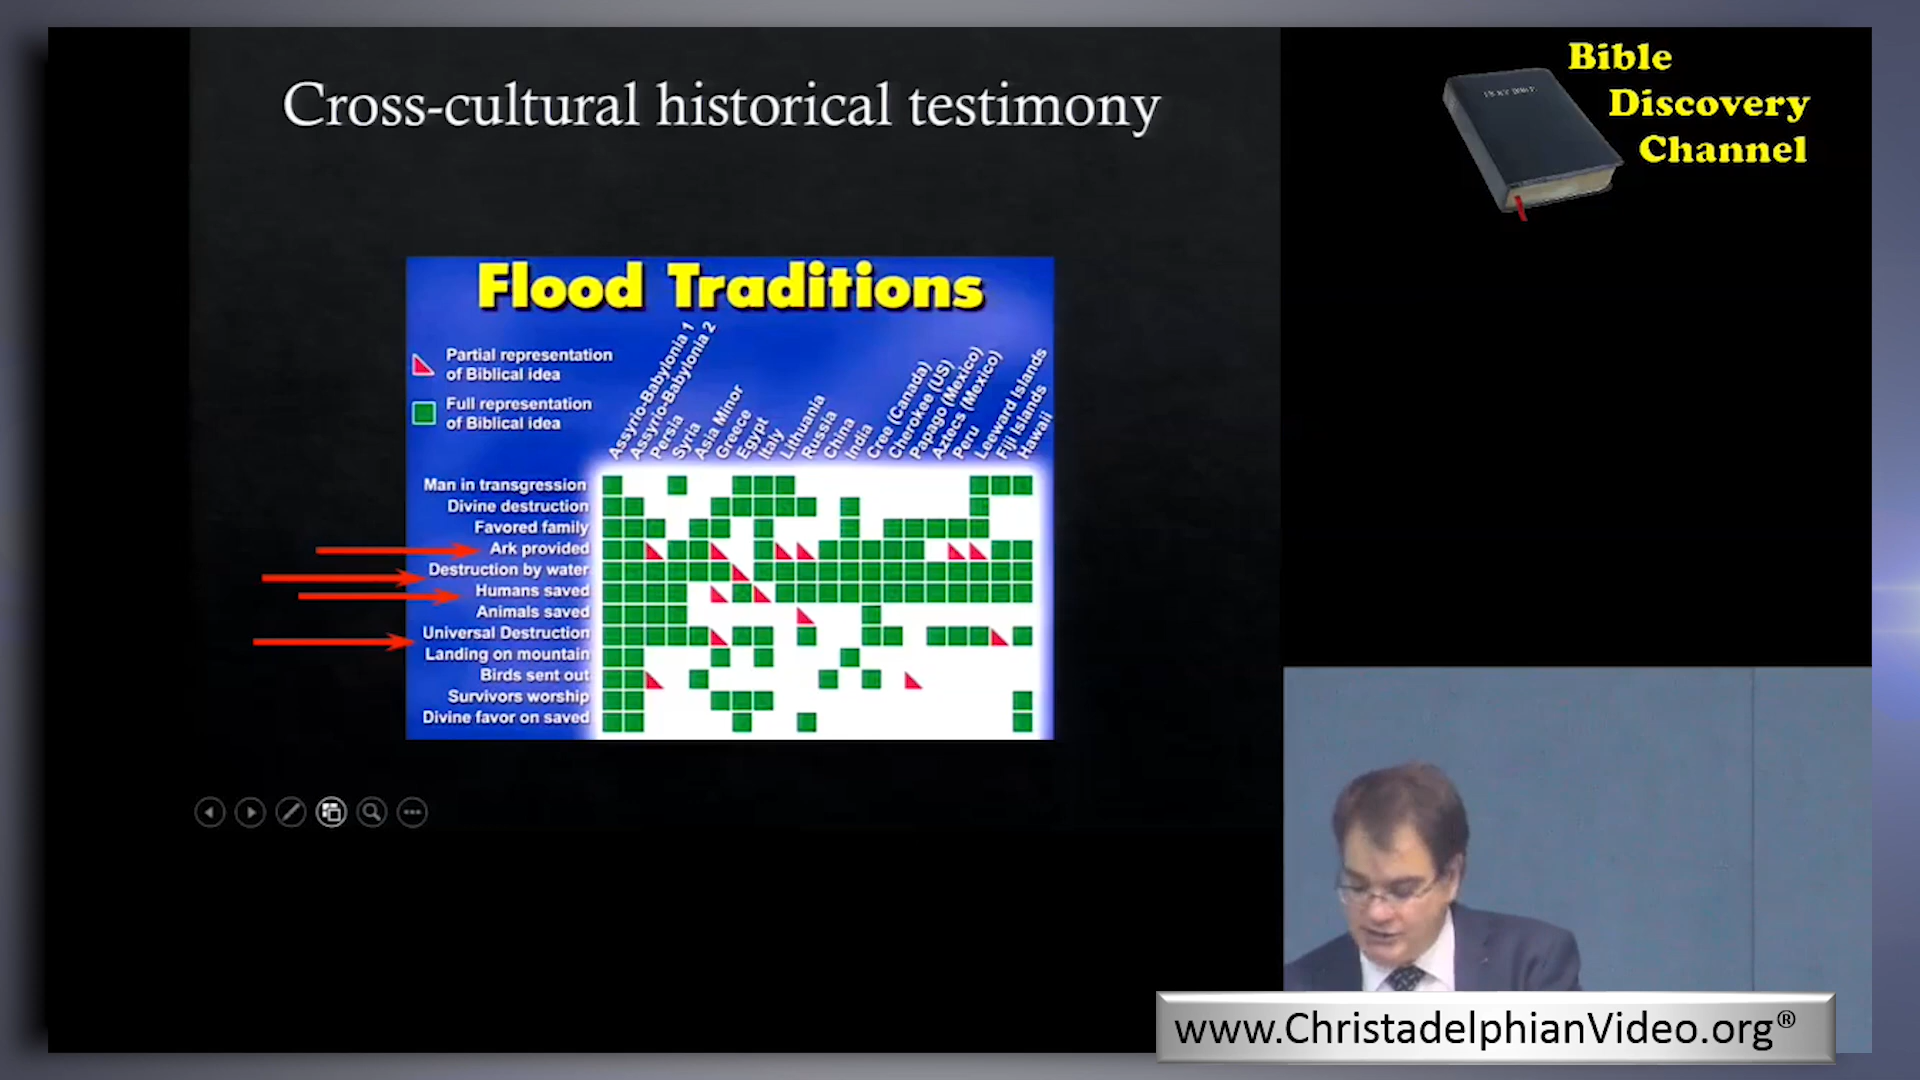 Cross-cultural historical testimony
Bible
Discovery
Channel
HOLY BIBLE
Flood Traditions
Partial representation
of Biblical idea
Full representation
of Biblical idea
Assyrio-Babylonia 1
Assyrio-Babylonia 2
Persia
Syria
Asia Minor
Greece
Egypt
Italy
Lithuania
Russia
China
India
Cree (Canada)
Cherokee (US)
Papago (Mexico)
Aztecs (Mexico)
Peru
Leeward Islands
Fiji Islands
Hawaii
Man in transgression
Divine destruction
Favored family
Ark provided
Destruction by water
Humans saved
Animals saved
Universal Destruction
Landing on mountain
Birds sent out
Survivors worship
Divine favor on saved
www.ChristadelphianVideo.org®